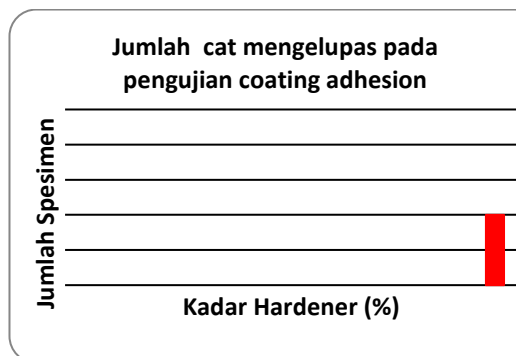 Jumlah cat mengelupas pada
pengujian coating adhesion
Jumlah Spesimen
Kadar Hardener (%)